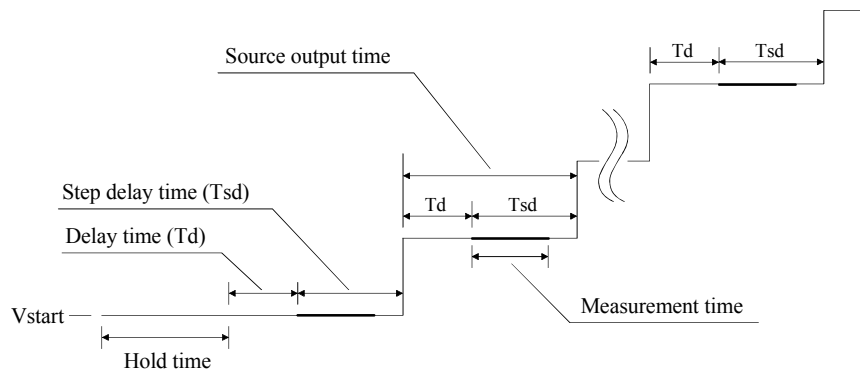 Td
Tsd
Source output time
Step delay time (Tsd)
Td
Tsd
Delay time (Td)
Vstart
Measurement time
Hold time